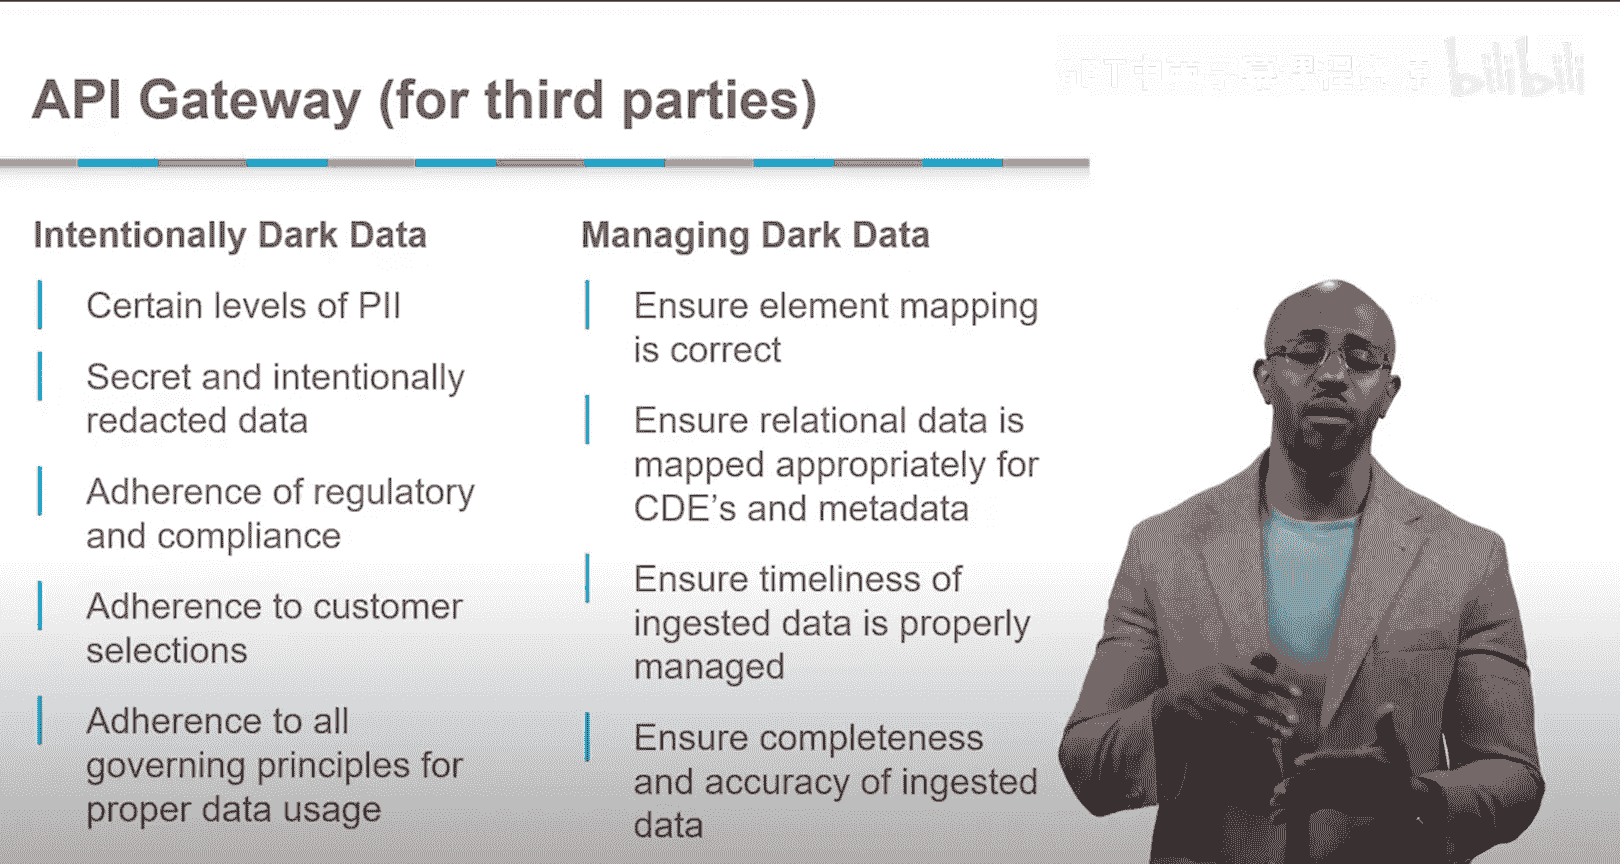 API Gateway (for third parties)
Intentionally Dark Data
Certain levels of PII
Secret and intentionally
redacted data
Adherence of regulatory
and compliance
Adherence to customer
selections
Adherence to all
governing principles for
proper data usage
Managing Dark Data
Ensure element mapping
is correct
Ensure relational data is
mapped appropriately for
CDE's and metadata
Ensure timeliness of
ingested data is properly
managed
Ensure completeness
and accuracy of ingested
data
bilibili